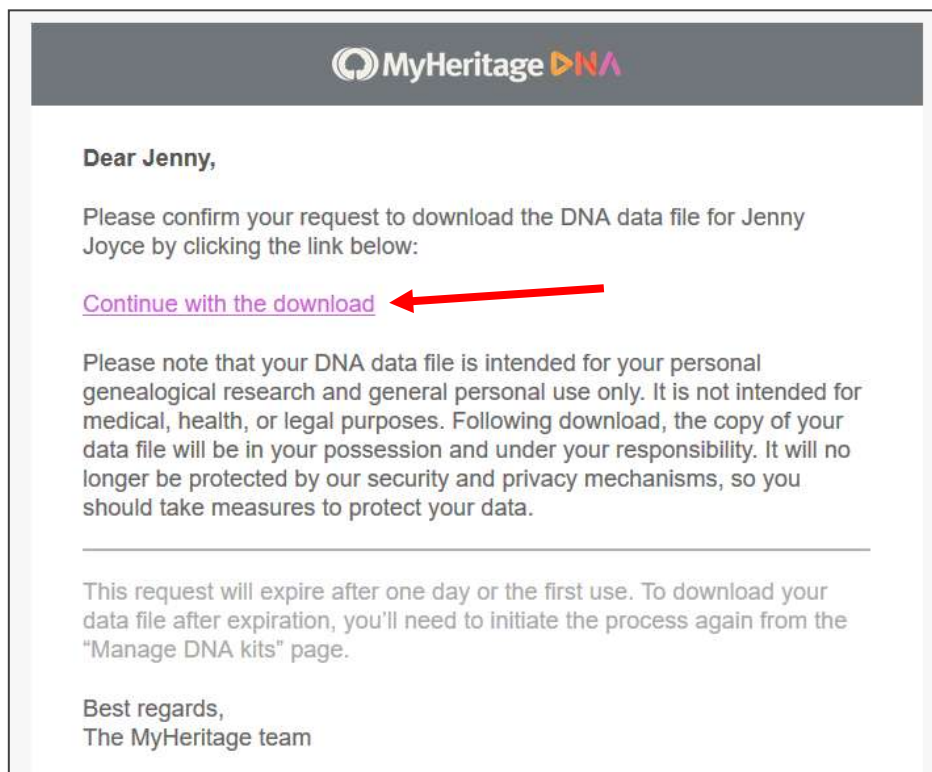 MyHeritage DNA
Dear Jenny,
Please confirm your request to download the DNA data file for Jenny
Joyce by clicking the link below:
Continue with the download
Please note that your DNA data file is intended for your personal
genealogical research and general personal use only. It is not intended for
medical, health, or legal purposes. Following download, the copy of your
data file will be in your possession and under your responsibility. It will no
longer be protected by our security and privacy mechanisms, so you
should take measures to protect your data.
This request will expire after one day or the first use. To download your
data file after expiration, you’ll need to initiate the process again from the
“Manage DNA kits” page.
Best regards,
The MyHeritage team